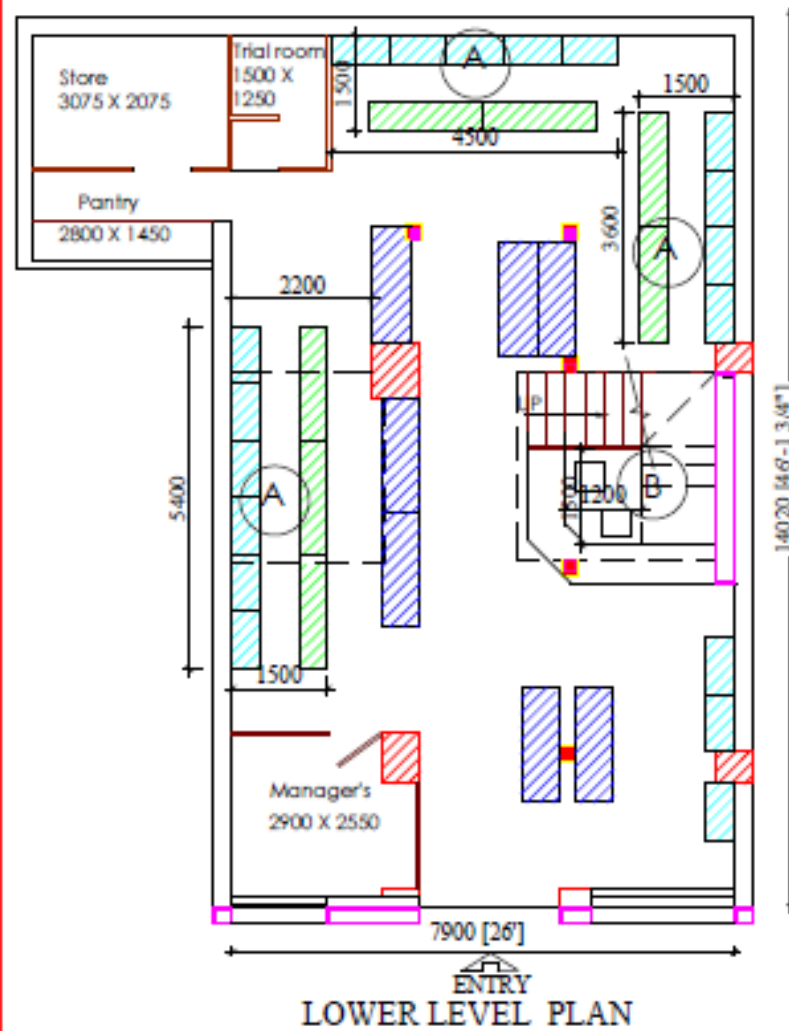 Store
3075 X 2075
Trial room
1500 X
1250
1500
A
4500
1500
3600
A
Pantry
2800 X 1450
2200
5400
A
1500
UP
1200
B
14020 [46'-1 3/4"]
Manager's
2900 X 2550
7900 [26']
ENTRY
LOWER LEVEL PLAN